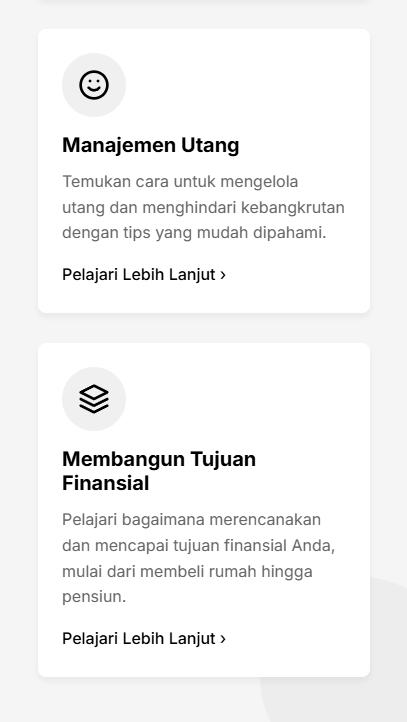 Manajemen Utang
Temukan cara untuk mengelola
utang dan menghindari kebangkrutan
dengan tips yang mudah dipahami.
Pelajari Lebih Lanjut ›
Membangun Tujuan
Finansial
Pelajari bagaimana merencanakan
dan mencapai tujuan finansial Anda,
mulai dari membeli rumah hingga
pensiun.
Pelajari Lebih Lanjut ›